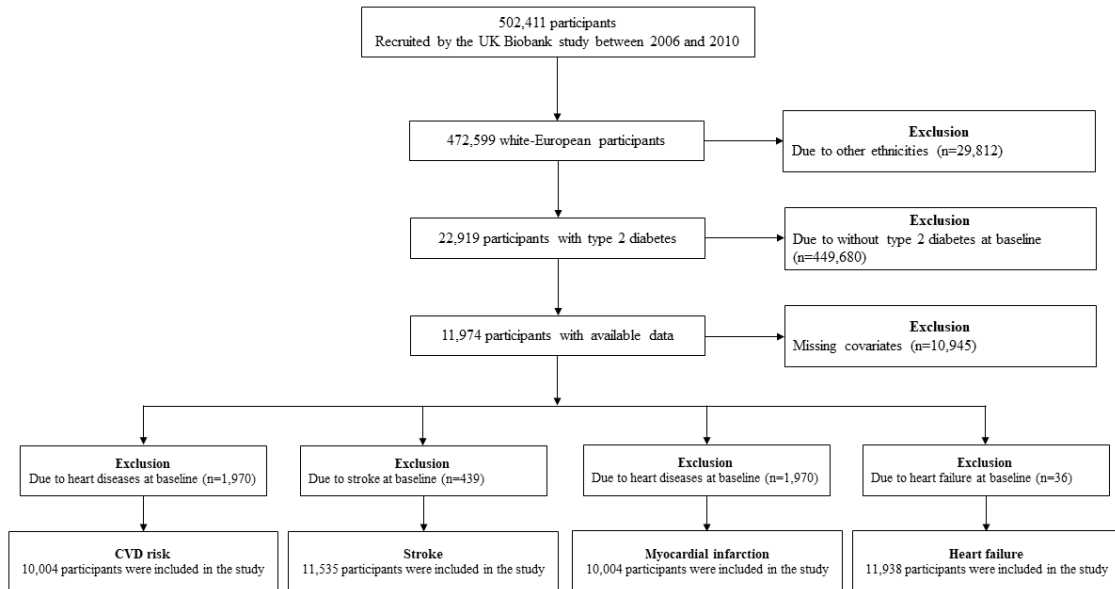 502,411 participants
Recruited by the UK Biobank study between 2006 and 2010
472,599 white-European participants
Exclusion
Due to other ethnicities (n=29,812)
22,919 participants with type 2 diabetes
Exclusion
Due to without type 2 diabetes at baseline
(n=449,680)
11,974 participants with available data
Exclusion
Missing covariates (n=10,945)
Exclusion
Due to heart diseases at baseline (n=1,970)
Exclusion
Due to stroke at baseline (n=439)
Exclusion
Due to heart diseases at baseline (n=1,970)
Exclusion
Due to heart failure at baseline (n=36)
CVD risk
10,004 participants were included in the study
Stroke
11,535 participants were included in the study
Myocardial infarction
10,004 participants were included in the study
Heart failure
11,938 participants were included in the study